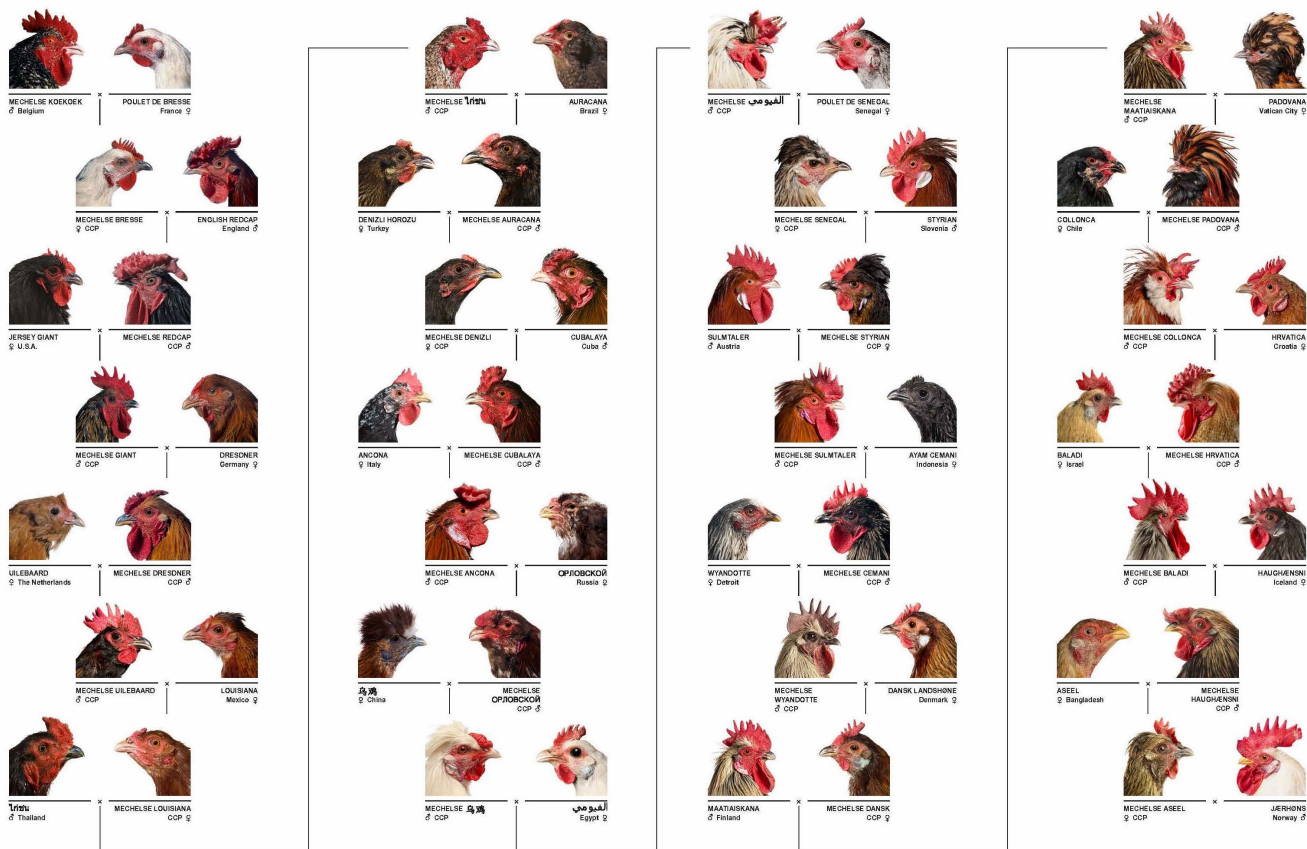 MECHELSE KOEKOEK
♂ Belgium
×
POULET DE BRESSE
France ♀
MECHELSE BRESSE
♀ CCP
×
ENGLISH REDCAP
England ♂
JERSEY GIANT
♀ U.S.A.
×
MECHELSE REDCAP
CCP ♂
MECHELSE GIANT
♂ CCP
×
DRESDNER
Germany ♀
UILEBAARD
♀ The Netherlands
×
MECHELSE DRESDNER
CCP ♂
MECHELSE UILEBAARD
♂ CCP
×
LOUISIANA
Mexico ♀
ไก่ชน
♂ Thailand
×
MECHELSE LOUISIANA
CCP ♀
MECHELSE ไก่ชน
♂ CCP
×
AURACANA
Brazil ♀
DENIZLI HOROZU
♀ Turkey
×
MECHELSE AURACANA
CCP ♂
MECHELSE DENIZLI
♀ CCP
×
CUBALAYA
Cuba ♂
ANCONA
♀ Italy
×
MECHELSE CUBALAYA
CCP ♂
MECHELSE ANCONA
♂ CCP
×
ОРЛОВСКОЙ
Russia ♀
乌鸡
♀ China
×
MECHELSE
ОРЛОВСКОЙ
CCP ♂
MECHELSE 乌鸡
♂ CCP
×
الفيومي
Egypt ♀
MECHELSE الفيومي
♂ CCP
×
POULET DE SENEGAL
Senegal ♀
MECHELSE SENEGAL
♀ CCP
×
STYRIAN
Slovenia ♂
SULMTALER
♂ Austria
×
MECHELSE STYRIAN
CCP ♀
MECHELSE SULMTALER
♂ CCP
×
AYAM CEMANI
Indonesia ♀
WYANDOTTE
♀ Detroit
×
MECHELSE CEMANI
CCP ♂
MECHELSE
WYANDOTTE
♂ CCP
×
DANSK LANDSHØNE
Denmark ♀
MAATIAISKANA
♂ Finland
×
MECHELSE DANSK
CCP ♀
MECHELSE
MAATIAISKANA
♂ CCP
×
PADOVANA
Vatican City ♀
COLLONCA
♀ Chile
×
MECHELSE PADOVANA
CCP ♂
MECHELSE COLLONCA
♂ CCP
×
HRVATICA
Croatia ♀
BALADI
♀ Israel
×
MECHELSE HRVATICA
CCP ♂
MECHELSE BALADI
♂ CCP
×
HAUGHÆNSNI
Iceland ♀
ASEEL
♀ Bangladesh
×
MECHELSE
HAUGHÆNSNI
CCP ♂
MECHELSE ASEEL
♀ CCP
×
JÆRHØNS
Norway ♂